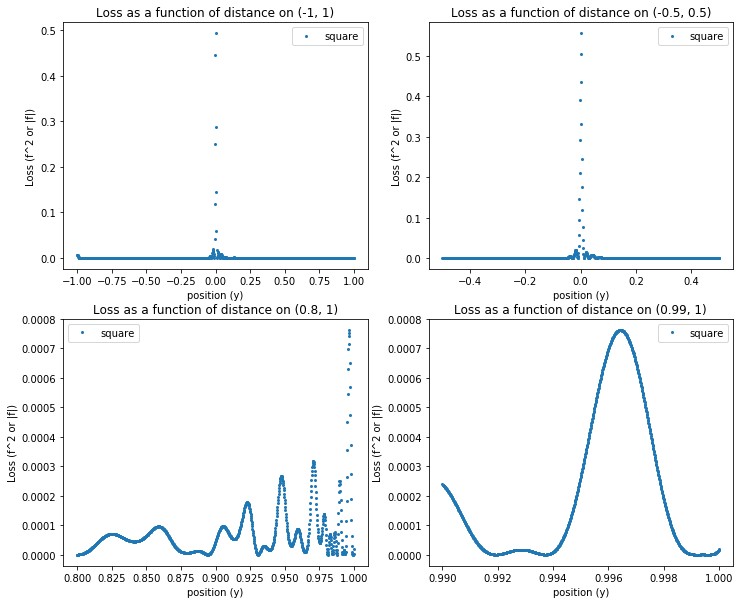 Loss as a function of distance on (-1, 1)
Loss (f^2 or |f|)
0.5
0.4
0.3
0.2
0.1
0.0
square
−1.00 −0.75 −0.50 −0.25 0.00 0.25 0.50 0.75 1.00
position (y)
Loss as a function of distance on (-0.5, 0.5)
Loss (f^2 or |f|)
0.5
0.4
0.3
0.2
0.1
0.0
square
−0.4 −0.2 0.0 0.2 0.4
position (y)
Loss as a function of distance on (0.8, 1)
Loss (f^2 or |f|)
0.0008
0.0007
0.0006
0.0005
0.0004
0.0003
0.0002
0.0001
0.0000
square
0.800 0.825 0.850 0.875 0.900 0.925 0.950 0.975 1.000
position (y)
Loss as a function of distance on (0.99, 1)
Loss (f^2 or |f|)
0.0008
0.0007
0.0006
0.0005
0.0004
0.0003
0.0002
0.0001
0.0000
square
0.990 0.992 0.994 0.996 0.998 1.000
position (y)